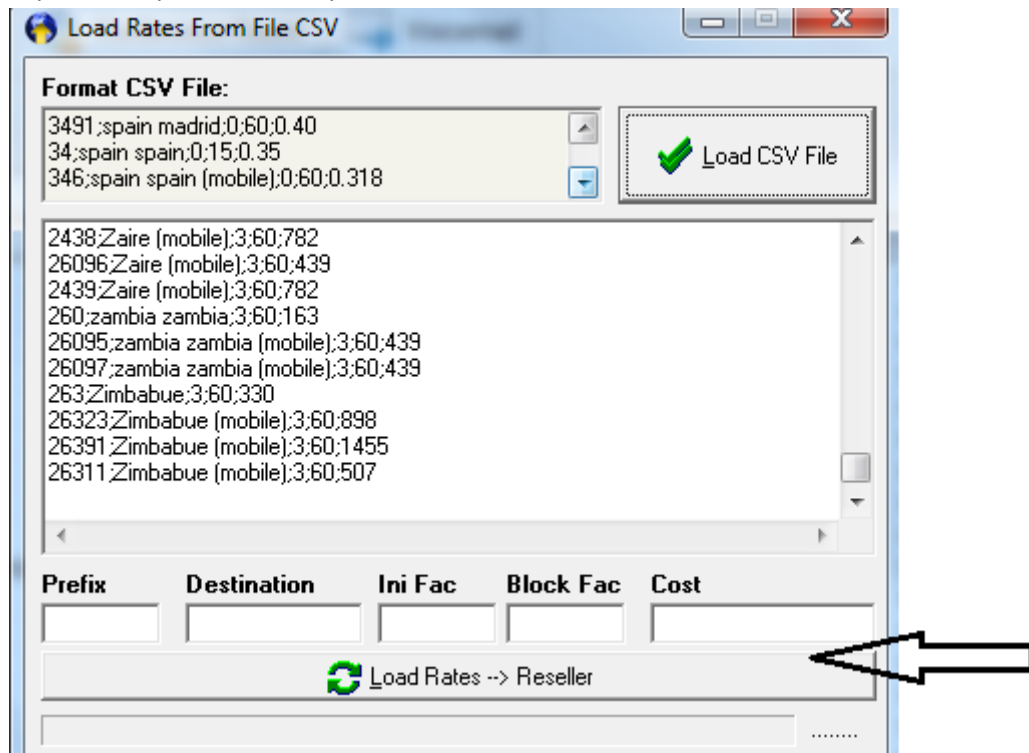 Load Rates From File CSV
Format CSV File:
3491;spain madrid;0;60;0.40
34;spain spain;0;15;0.35
346;spain spain (mobile);0;60;0.318
Load CSV File
2438;Zaire (mobile);3;60;782
26096;Zaire (mobile);3;60;439
2439;Zaire (mobile);3;60;782
260;zambia zambia;3;60;163
26095;zambia zambia (mobile);3;60;439
26097;zambia zambia (mobile);3;60;439
263;Zimbabue;3;60;330
26323;Zimbabue (mobile);3;60;898
26391;Zimbabue (mobile);3;60;1455
26311;Zimbabue (mobile);3;60;507
Prefix Destination Ini Fac Block Fac Cost
Load Rates --> Reseller
........